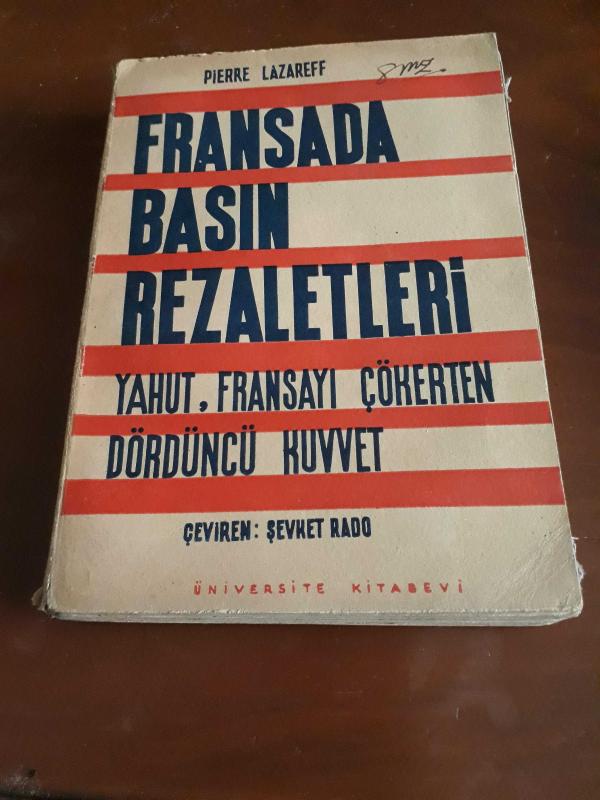 PIERRE LAZAREFF
FRANSADA
BASIN
REZALETLERİ
YAHUT, FRANSAYI ÇÖKERTEN
DÖRDÜNCÜ KUVVET
ÇEVİREN: ŞEVKET RADO
ÜNİVERSİTE KİTABEVİ